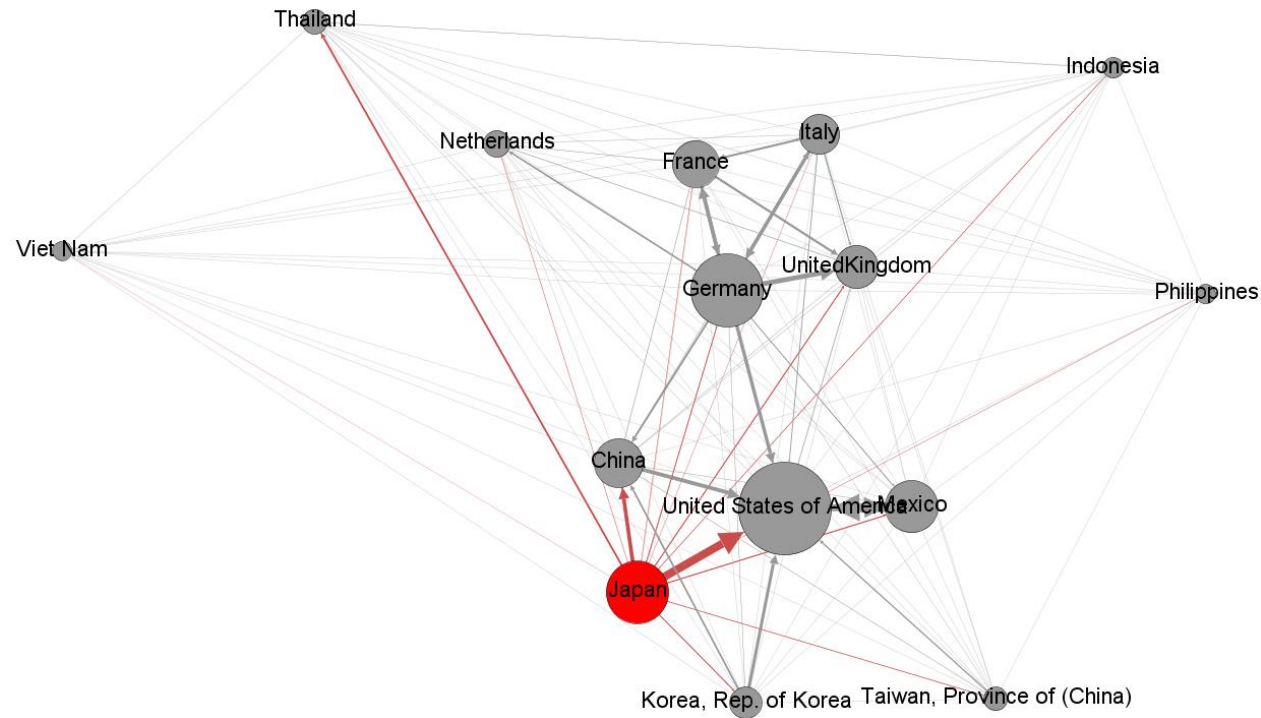 Thailand
Indonesia
Netherlands
France
Italy
Viet Nam
Germany
UnitedKingdom
Philippines
China
United States of America
Mexico
Japan
Korea, Rep. of Korea
Taiwan, Province of (China)